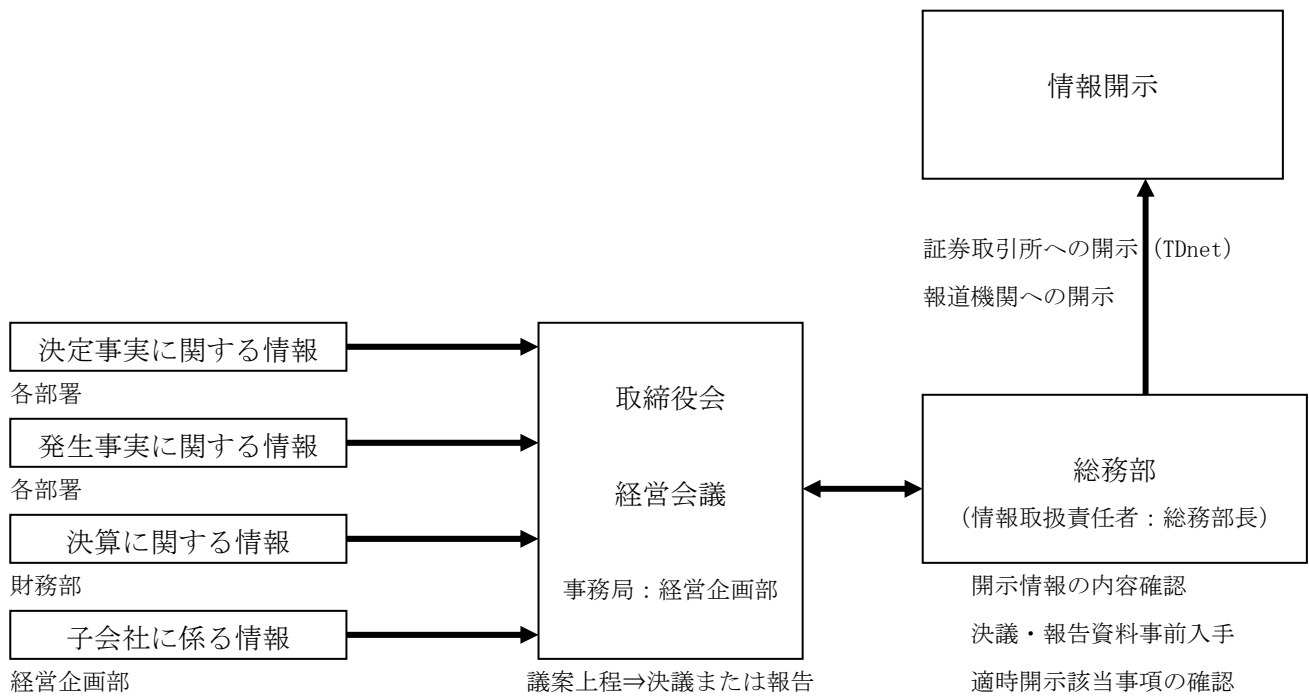 情報開示
証券取引所への開示（TDnet）
報道機関への開示
決定事実に関する情報
各部署
発生事実に関する情報
各部署
決算に関する情報
財務部
子会社に係る情報
経営企画部
取締役会
経営会議
事務局：経営企画部
議案上程⇒決議または報告
総務部
（情報取扱責任者：総務部長）
開示情報の内容確認
決議・報告資料事前入手
適時開示該当事項の確認